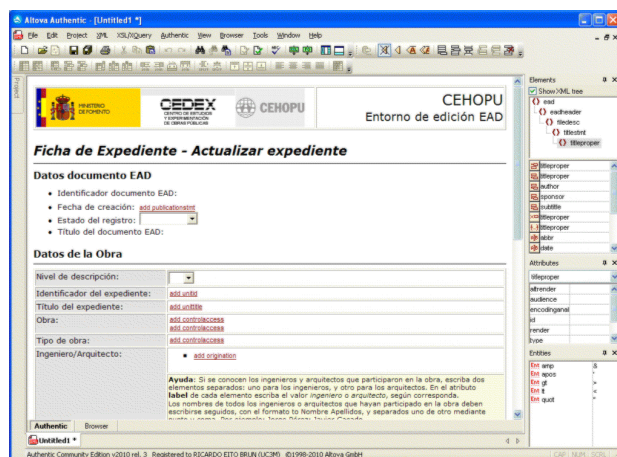 Altova Authentic - [Untitled1 *]
File Edit Project XML XSL/XQuery Authentic View Browser Tools Window Help
Project
MINISTERIO DE FOMENTO
CEDEX
CENTRO DE ESTUDIOS
Y EXPERIMENTACIÓN
DE OBRAS PÚBLICAS
CEHOPU
CEHOPU
Entorno de edición EAD
Ficha de Expediente - Actualizar expediente
Datos documento EAD
Identificador documento EAD:
Fecha de creación: add publicationstmt
Estado del registro:
Título del documento EAD:
Datos de la Obra
Nivel de descripción:
Identificador del expediente: add unitid
Título del expediente: add unittitle
Obra: add controlaccess
add controlaccess
Tipo de obra: add controlaccess
Ingeniero/Arquitecto: add origination
Ayuda: Si se conocen los ingenieros y arquitectos que participaron en la obra, escriba dos
elementos separados: uno para los ingenieros, y otro para los arquitectos. En el atributo
label de cada elemento escriba el valor ingeniero o arquitecto, según corresponda.
Los nombres de todos los ingenieros o arquitectos que hayan participado en la obra deben
escribirse seguidos, con el formato to Nombre Apellidos, y separados uno de otro mediante
Authentic Browser
Untitled1 *
Authentic Community Edition v2010 rel. 3 Registered to RICARDO EITO BRUN (UC3M) ©1998-2010 Altova GmbH
CAP NUM SCRL
Elements
Show XML tree
ead
eadheader
filedesc
titlestmt
titleproper
titleproper
titleproper
author
sponsor
subtitle
titleproper
titleproper
abbr
date
Attributes
titleproper
altrender
audience
encodinganal
id
render
type
Entities
Ent amp &
Ent apos '
Ent gt >
Ent lt <
Ent quot "